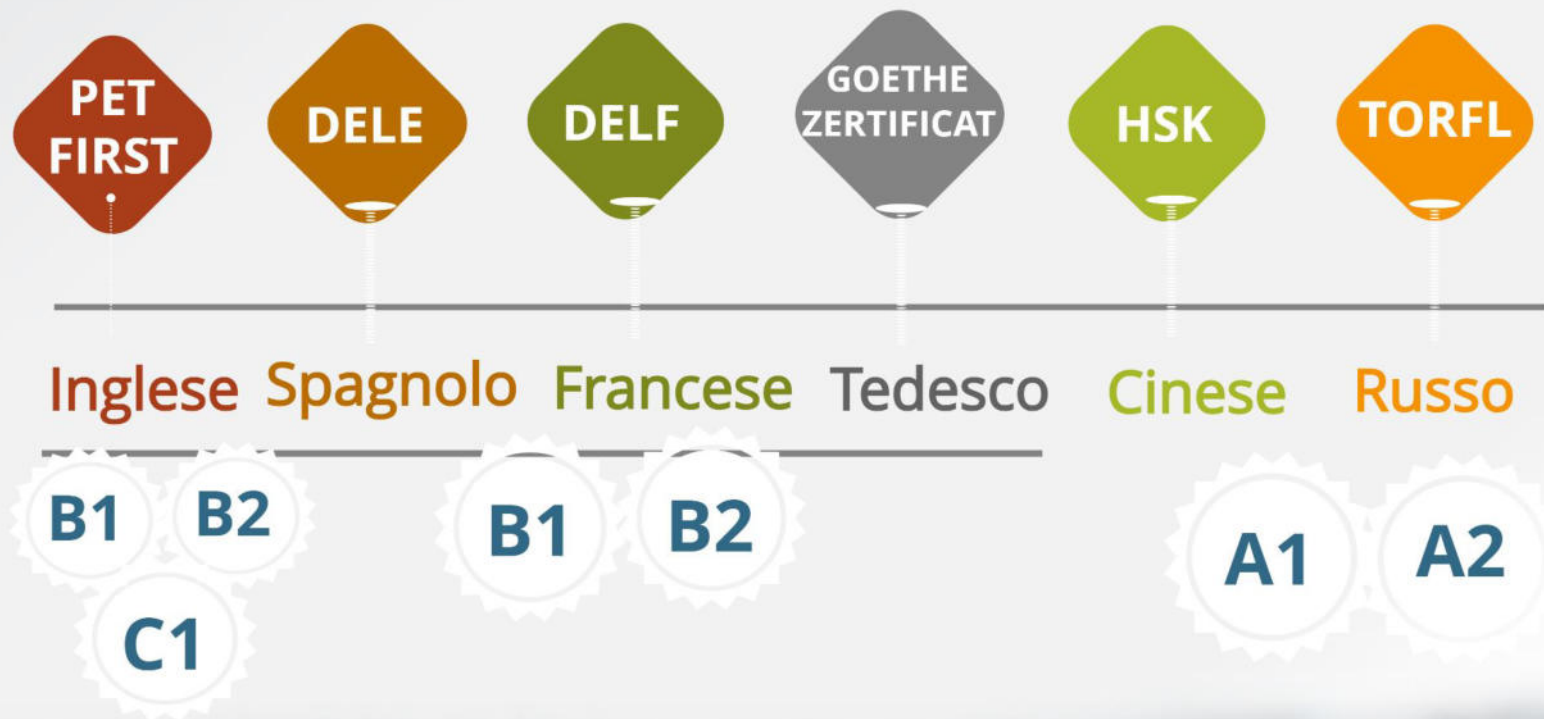 PET
FIRST
DELE
DELF
GOETHE
ZERTIFICAT
HSK
TORFL
Inglese
Spagnolo
Francese
Tedesco
Cinese
Russo
B1
B2
C1
B1
B2
A1
A2